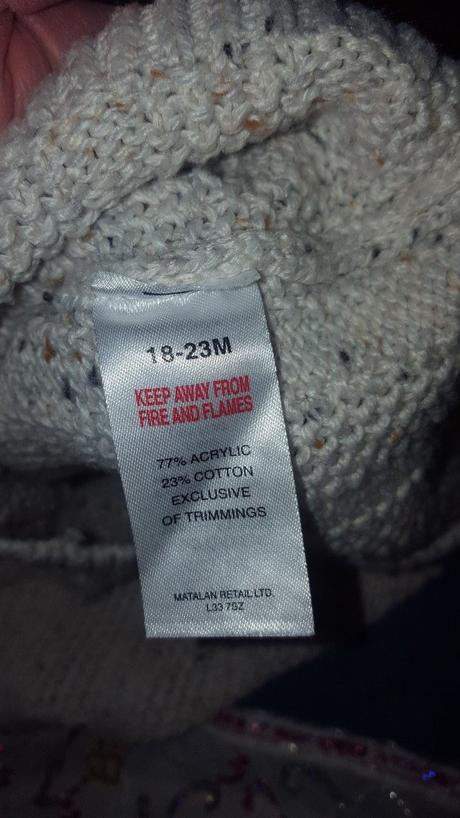 18-23M
KEEP AWAY FROM
FIRE AND FLAMES
77% ACRYLIC
23% COTTON
EXCLUSIVE
OF TRIMMINGS
MATALAN RETAIL LTD.
L33 7SZ